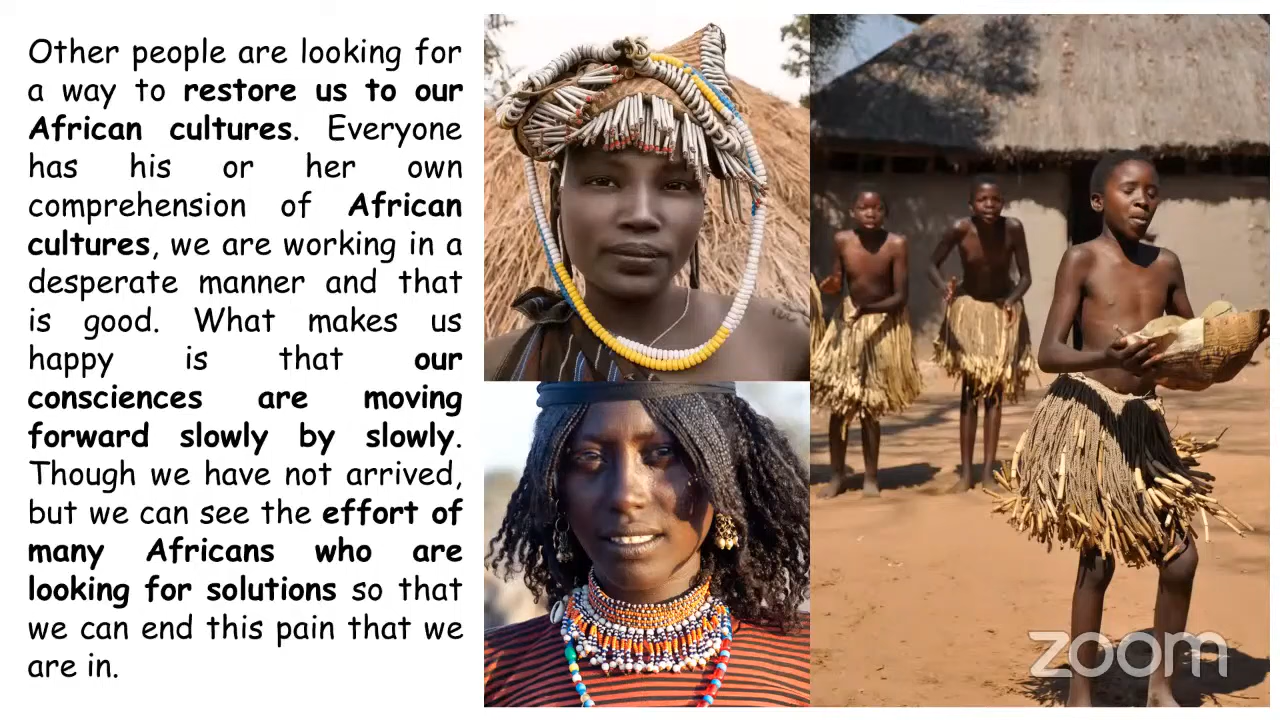 Other people are looking for
a way to restore us to our
African cultures. Everyone
has his or her own
comprehension of African
cultures, we are working in a
desperate manner and that
is good. What makes us
happy is that our
consciences are moving
forward slowly by slowly.
Though we have not arrived,
but we can see the effort of
many Africans who are
looking for solutions so that
we can end this pain that we
are in.
zoom